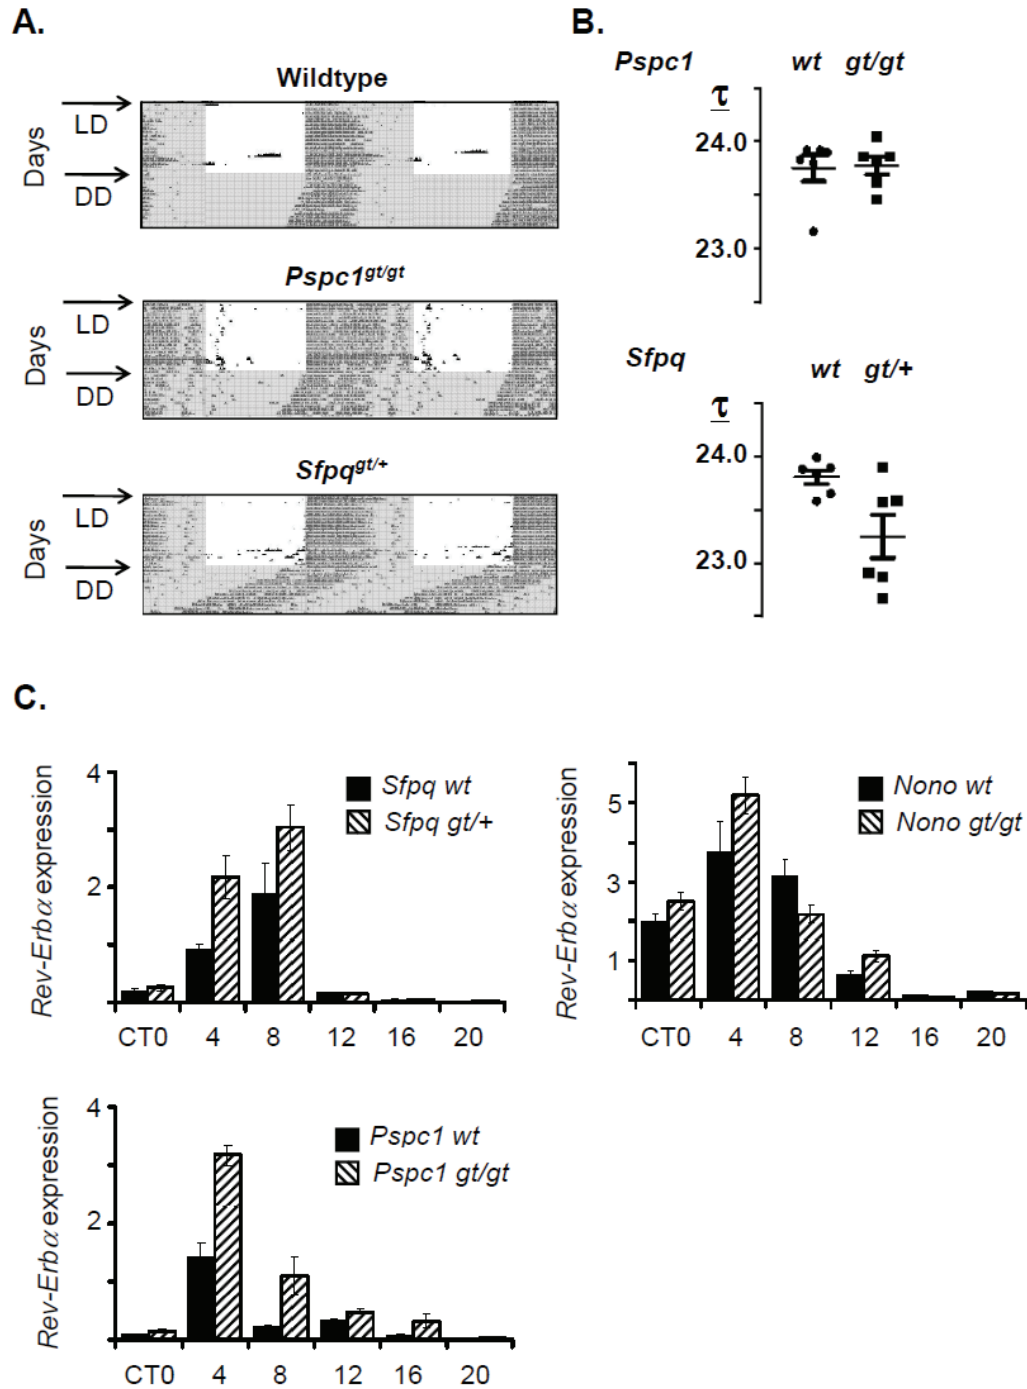 A.
Wildtype
Days
LD
DD
Pspc1gt/gt
Days
LD
DD
Sfpqgt/+
Days
LD
DD
B.
Pspc1 wt gt/gt
τ
24.0
23.0
Sfpq wt gt/+
τ
24.0
23.0
C.
Rev-Erbα expression
4
2
Sfpq wt
Sfpq gt/+
CT0 4 8 12 16 20
Rev-Erbα expression
5
3
1
Nono wt
Nono gt/gt
CT0 4 8 12 16 20
Rev-Erbα expression
4
2
Pspc1 wt
Pspc1 gt/gt
CT0 4 8 12 16 20